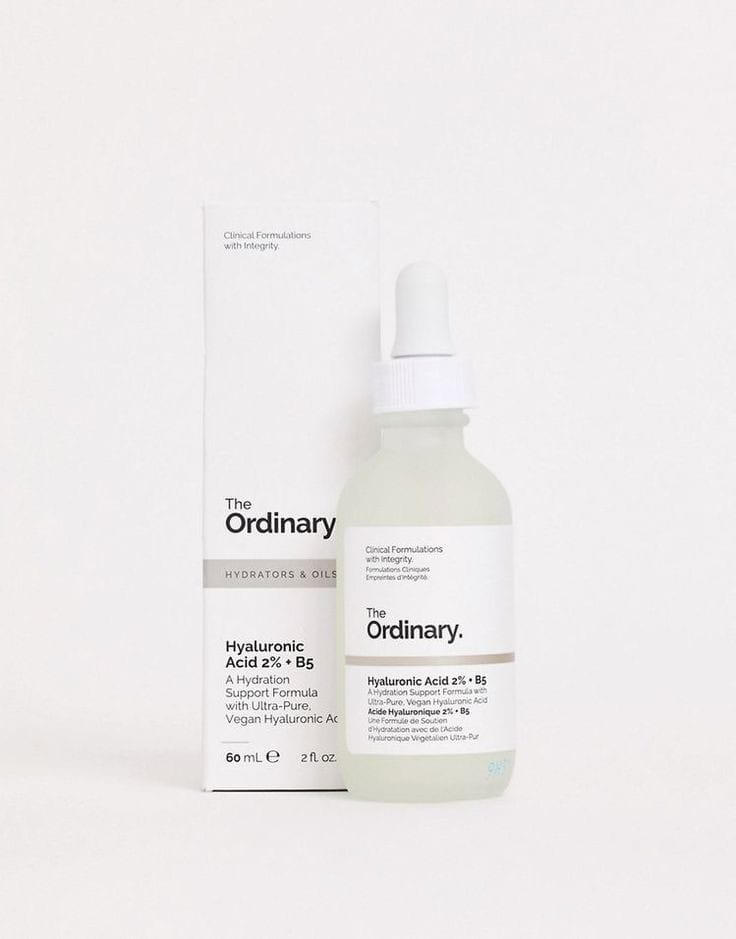 Clinical Formulations
with Integrity.
The
Ordinary
HYDRATORS & OILS
Hyaluronic
Acid 2% + B5
A Hydration
Support Formula
with Ultra-Pure,
Vegan Hyaluronic Ac
60 mL ℮ 2 fl. oz.
Clinical Formulations
with Integrity.
Formulations Cliniques
Empreintes d'Intégrité.
The
Ordinary.
Hyaluronic Acid 2% + B5
A Hydration Support Formula with
Ultra-Pure, Vegan Hyaluronic Acid
Acide Hyaluronique 2% + B5
Une Formule de Soutien
d'Hydratation avec de l'Acide
Hyaluronique Végétalien Ultra-Pur